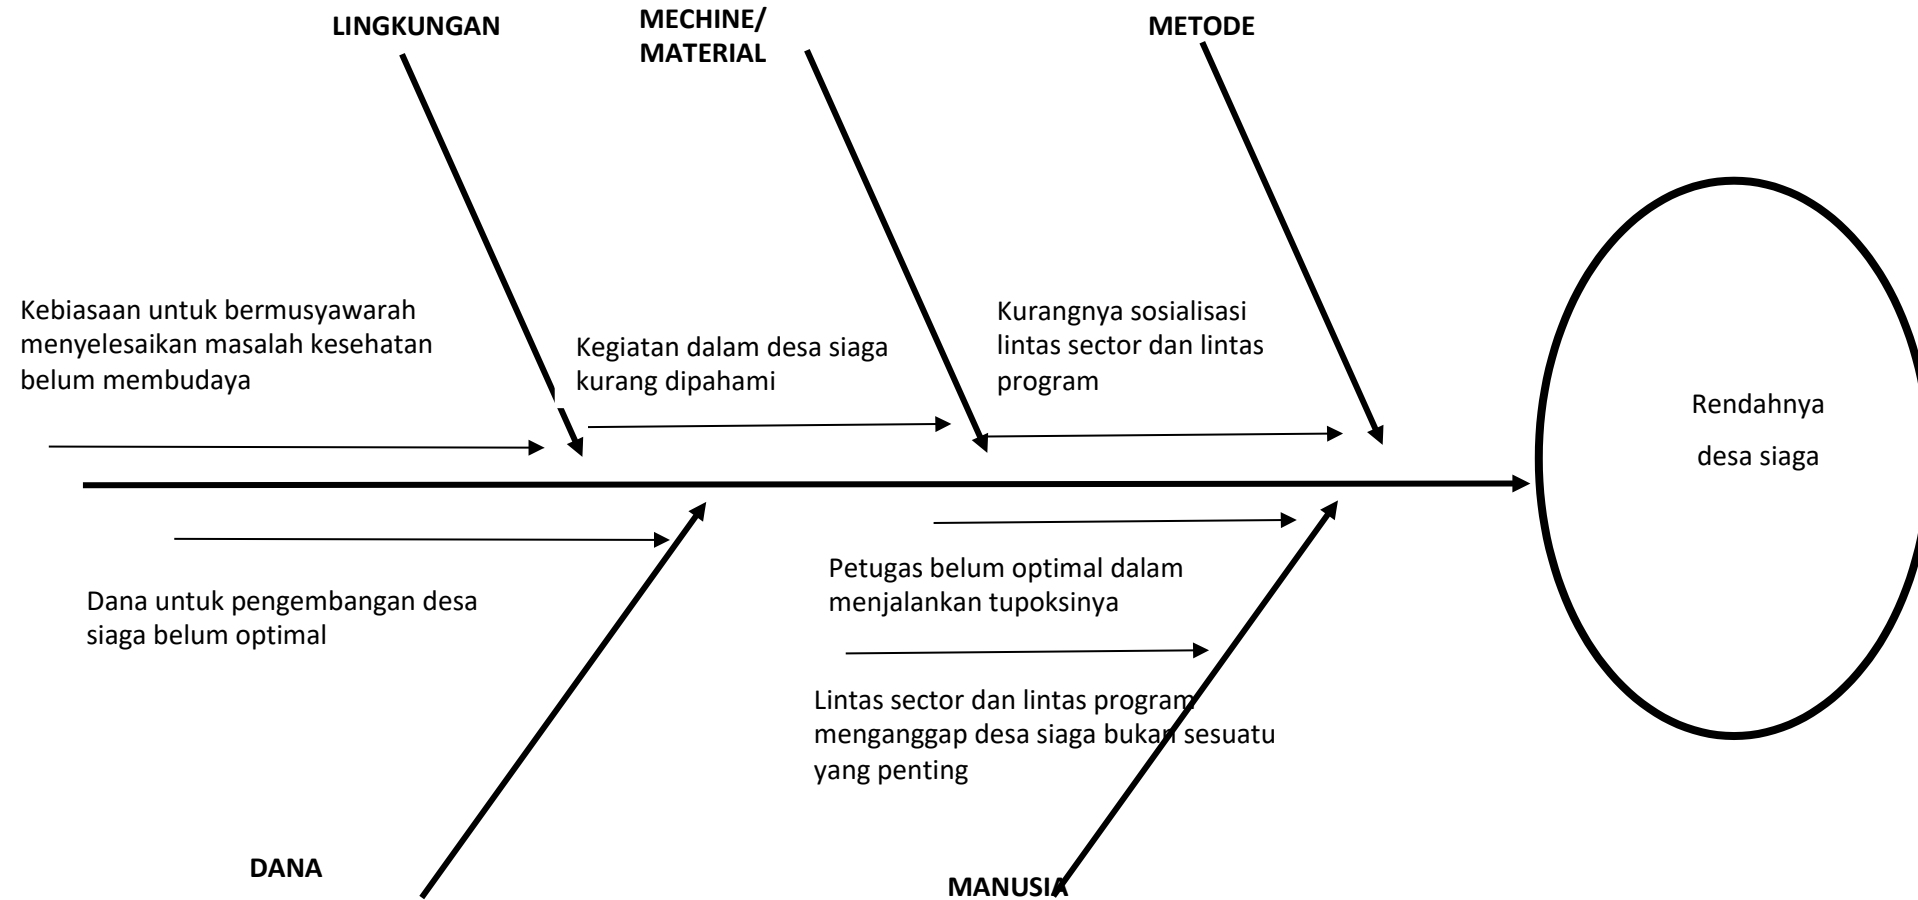 LINGKUNGAN
MECHINE/
MATERIAL
METODE
Kebiasaan untuk bermusyawarah
menyelesaikan masalah kesehatan
belum membudaya
Kegiatan dalam desa siaga
kurang dipahami
Kurangnya sosialisasi
lintas sector dan lintas
program
Rendahnya
desa siaga
Dana untuk pengembangan desa
siaga belum optimal
Petugas belum optimal dalam
menjalankan tupoksinya
Lintas sector dan lintas program
menganggap desa siaga bukan sesuatu
yang penting
DANA
MANUSIA